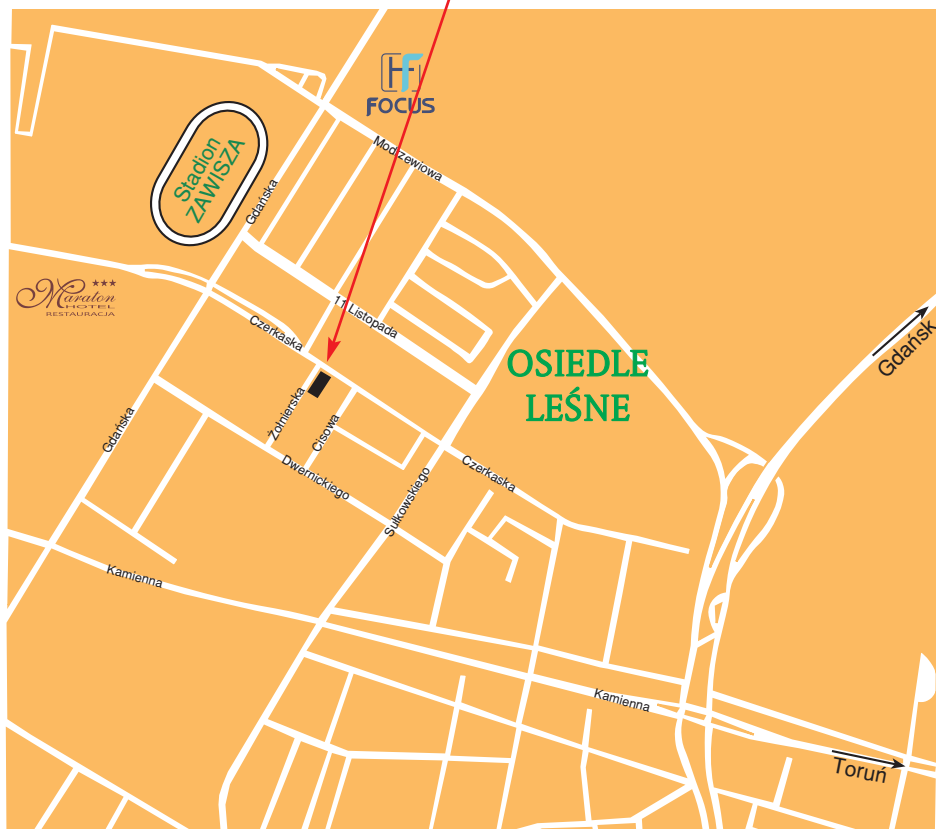 FOCUS
Modrzewiowa
Stadion
ZAWISZA
Gdańska
Maraton
HOTEL
RESTAURACJA
11 Listopada
Czerkaska
OSIEDLE
LEŚNE
Gdańsk
Żołnierska
Cisowa
Gdańska
Dwernickiego
Sułkowskiego
Czerkaska
Kamienna
Kamienna
Toruń